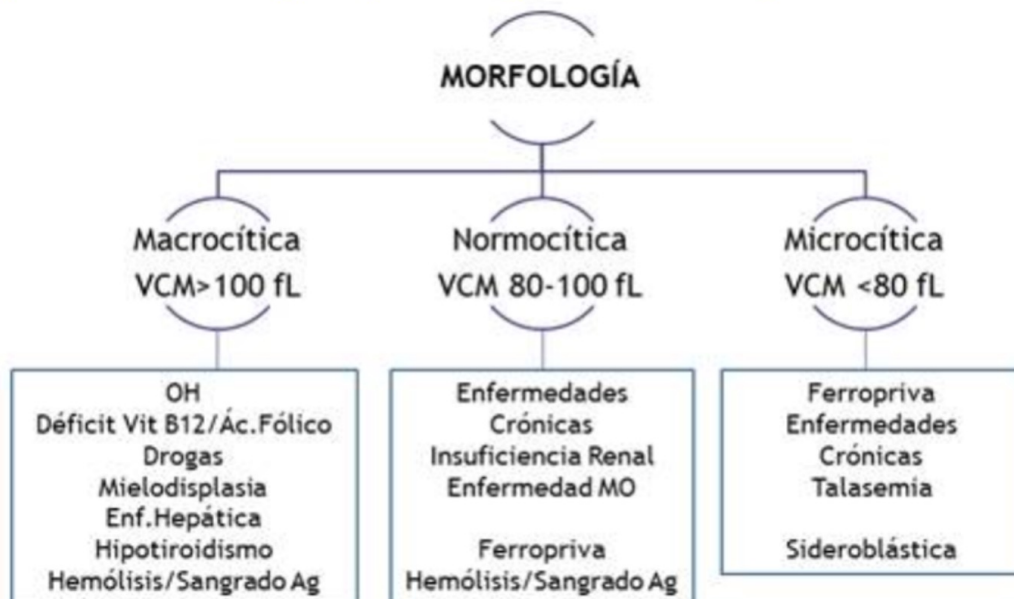 MORFOLOGÍA
Macrocítica
VCM>100 fL
Normocítica
VCM 80-100 fL
Microcítica
VCM <80 fL
OH
Déficit Vit B12/Ác.Fólico
Drogas
Mielodisplasia
Enf.Hepática
Hipotiroidismo
Hemólisis/Sangrado Ag
Enfermedades
Crónicas
Insuficiencia Renal
Enfermedad MO
Ferropriva
Hemólisis/Sangrado Ag
Ferropriva
Enfermedades
Crónicas
Talasemia
Sideroblástica